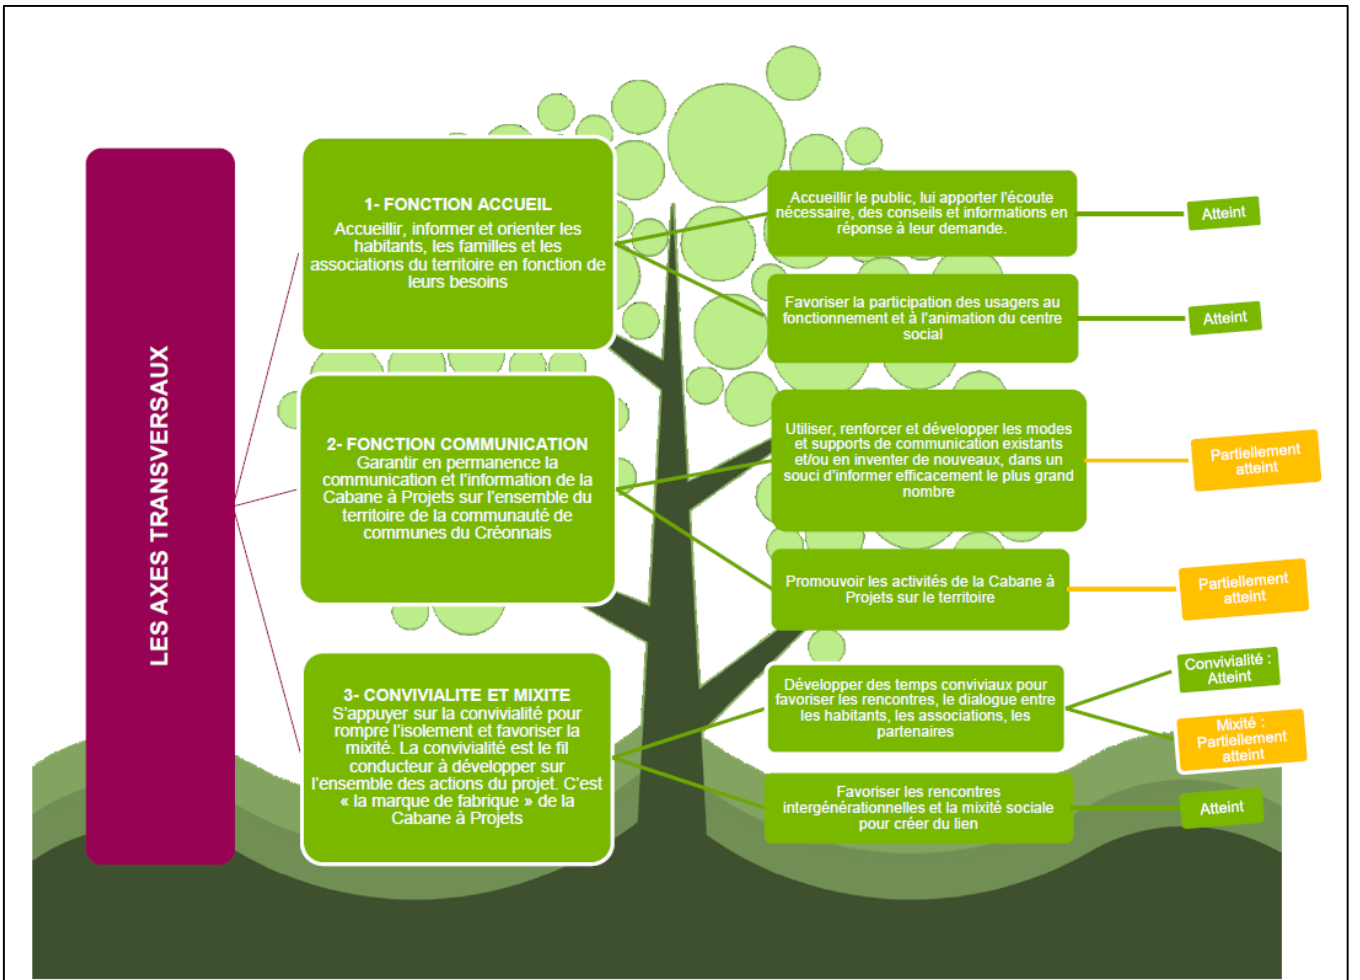 LES AXES TRANSVERSAUX
1- FONCTION ACCUEIL
Accueillir, informer et orienter les
habitants, les familles et les
associations du territoire en fonction de
leurs besoins
Accueillir le public, lui apporter l'écoute
nécessaire, des conseils et informations en
réponse à leur demande.
Atteint
Favoriser la participation des usagers au
fonctionnement et à l'animation du centre
social
Atteint
2- FONCTION COMMUNICATION
Garantir en permanence la
communication et l'information de la
Cabane à Projets sur l'ensemble du
territoire de la communauté de
communes du Créonnais
Utiliser, renforcer et développer les modes
et supports de communication existants
et/ou en inventer de nouveaux, dans un
souci d'informer efficacement le plus grand
nombre
Partiellement
atteint
Promouvoir les activités de la Cabane à
Projets sur le territoire
Partiellement
atteint
3- CONVIVIALITE ET MIXITE
S'appuyer sur la convivialité pour
rompre l'isolement et favoriser la
mixité. La convivialité est le fil
conducteur à développer sur
l'ensemble des actions du projet. C'est
« la marque de fabrique » de la
Cabane à Projets
Développer des temps conviviaux pour
favoriser les rencontres, le dialogue entre
les habitants, les associations, les
partenaires
Convivialité :
Atteint
Mixité :
Partiellement
atteint
Favoriser les rencontres
intergénérationnelles et la mixité sociale
pour créer du lien
Atteint